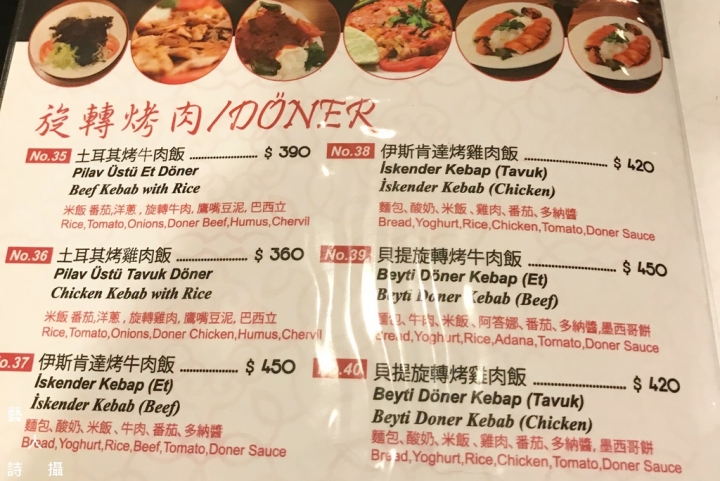 旋轉烤肉/DÖNER
No.35 土耳其烤牛肉飯 $ 390
Pilav Üstü Et Döner
Beef Kebab with Rice
米飯 番茄,洋蔥, 旋轉牛肉, 鷹嘴豆泥, 巴西立
Rice,Tomato,Onions,Doner Beef,Humus,Chervil
No.36 土耳其烤雞肉飯 $ 360
Pilav Üstü Tavuk Döner
Chicken Kebab with Rice
米飯 番茄,洋蔥, 旋轉雞肉, 鷹嘴豆泥, 巴西立
Rice,Tomato,Onions,Doner Chicken,Humus,Chervil
No.37 伊斯肯達烤牛肉飯 $ 450
İskender Kebap (Et)
İskender Kebab (Beef)
麵包、酸奶、米飯、牛肉、番茄、多納醬
Bread,Yoghurt,Rice,Beef,Tomato,Doner Sauce
No.38 伊斯肯達烤雞肉飯 $ 420
İskender Kebap (Tavuk)
İskender Kebab (Chicken)
麵包、酸奶、米飯、雞肉、番茄、多納醬
Bread,Yoghurt,Rice,Chicken,Tomato,Doner Sauce
No.39 貝提旋轉烤牛肉飯 $ 450
Beyti Döner Kebap (Et)
Beyti Doner Kebab (Beef)
麵包、牛肉、米飯、阿答娜、番茄、多納醬,墨西哥餅
Bread,Yoghurt,Rice,Adana,Tomato,Doner Sauce
No.40 貝提旋轉烤雞肉飯 $ 420
Beyti Doner Kebap (Tavuk)
Beyti Doner Kebab (Chicken)
麵包、酸奶、米飯、雞肉、番茄、多納醬,墨西哥餅
Bread,Yoghurt,Rice,Chicken,Tomato,Doner Sauce
藝
詩 攝